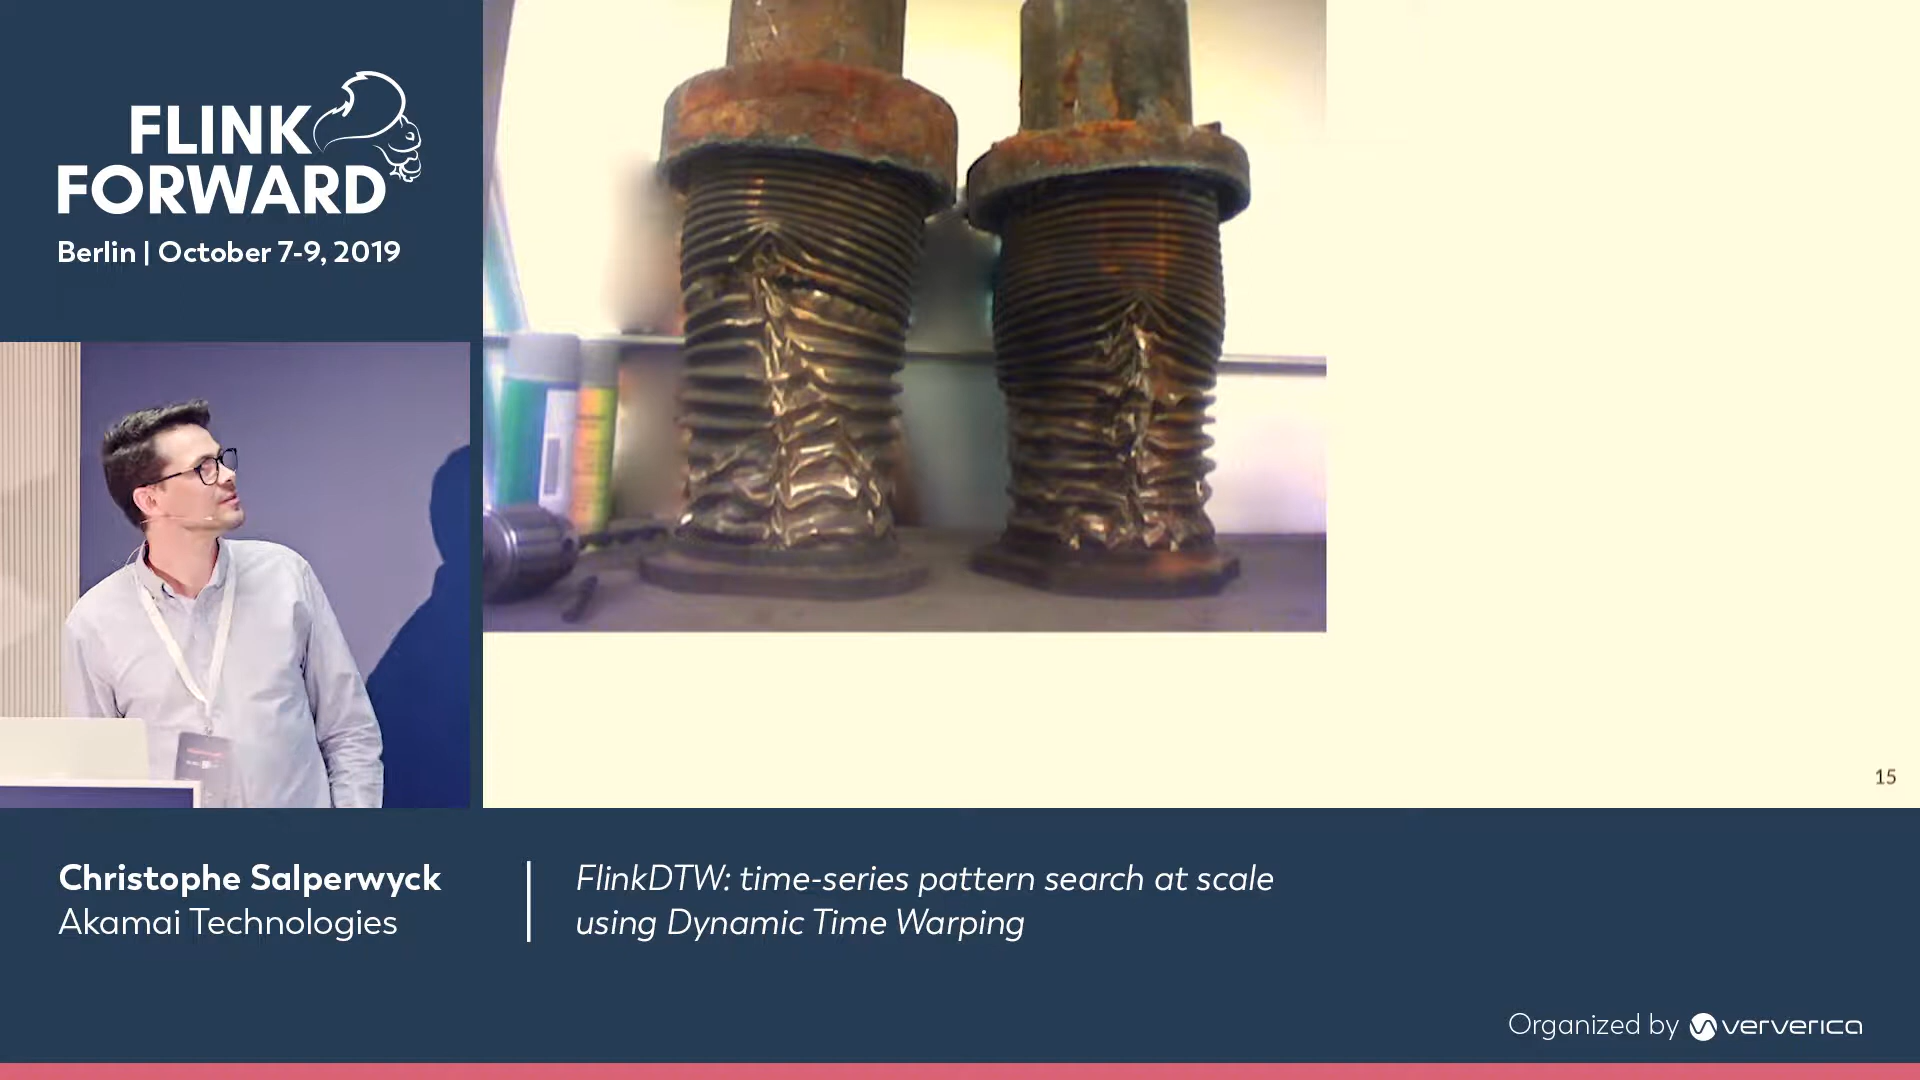 FLINK
FORWARD
Berlin | October 7-9, 2019
15
Christophe Salperwyck
Akamai Technologies
FlinkDTW: time-series pattern search at scale
using Dynamic Time Warping
Organized by ververica